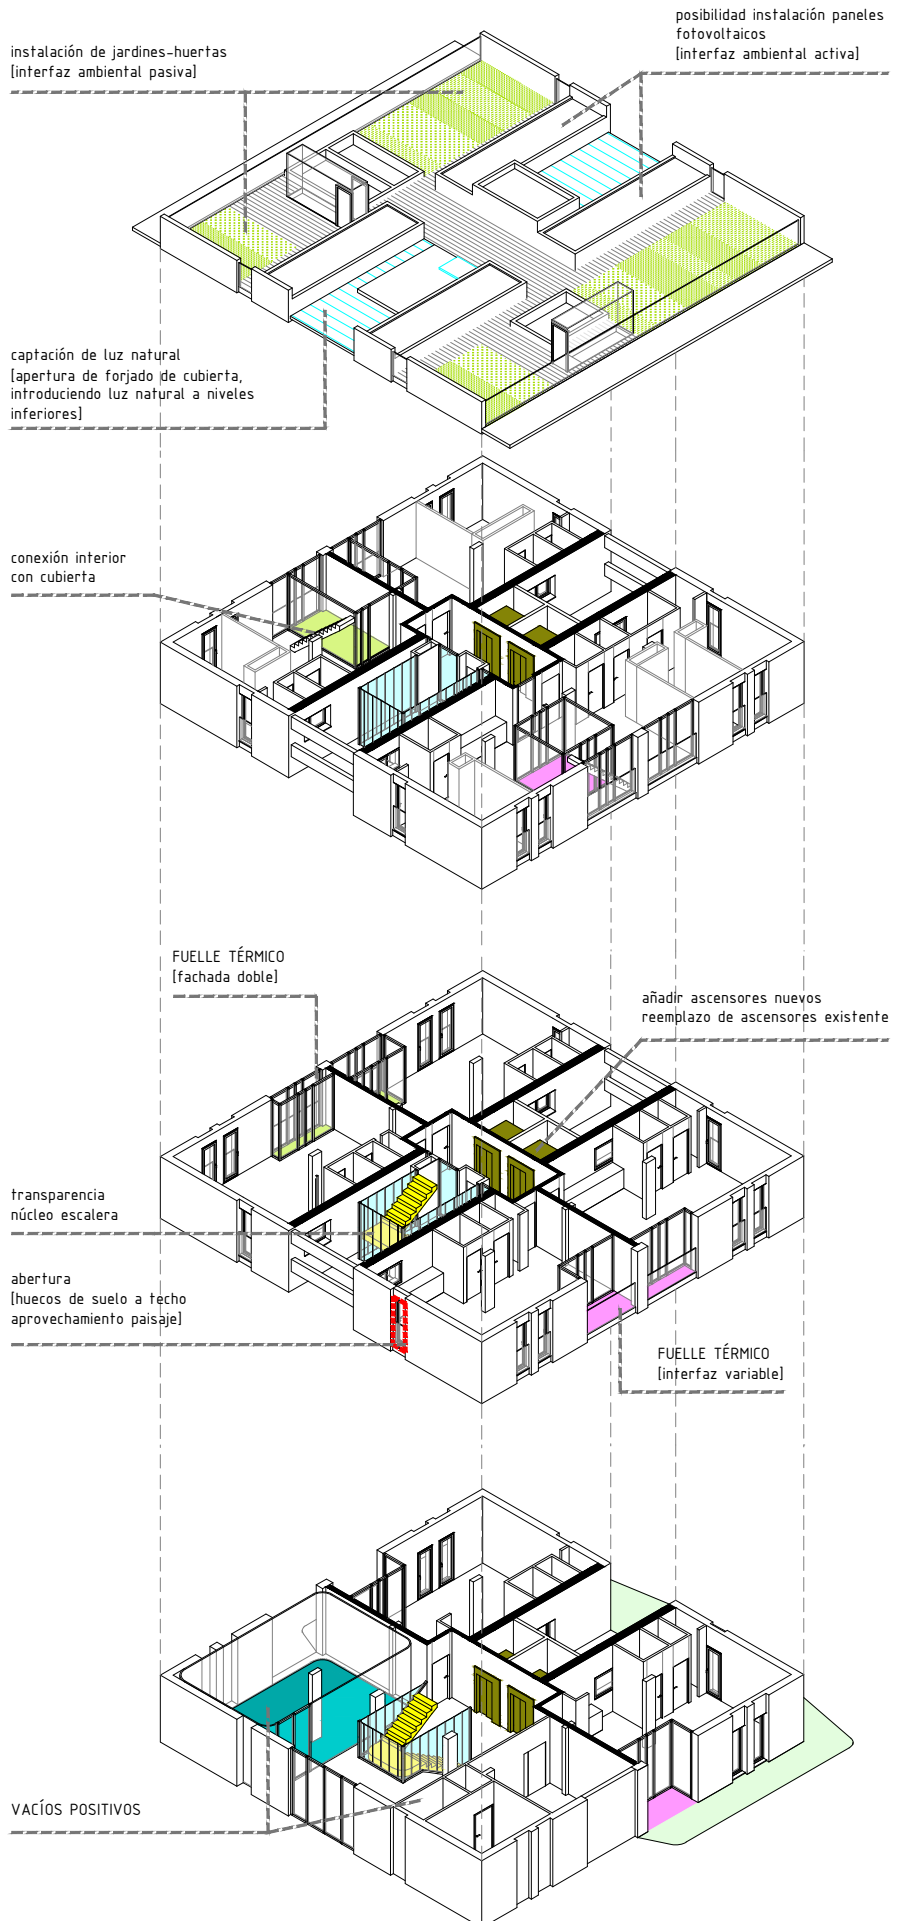 posibilidad instalación paneles
fotovoltaicos
[interfaz ambiental activa]
instalación de jardines-huertas
[interfaz ambiental pasiva]
captación de luz natural
[apertura de forjado de cubierta,
introduciendo luz natural a niveles
inferiores]
conexión interior
con cubierta
FUELLE TÉRMICO
[fachada doble]
añadir ascensores nuevos
reemplazo de ascensores existente
transparencia
núcleo escalera
abertura
[huecos de suelo a techo
aprovechamiento paisaje]
FUELLE TÉRMICO
[interfaz variable]
VACÍOS POSITIVOS